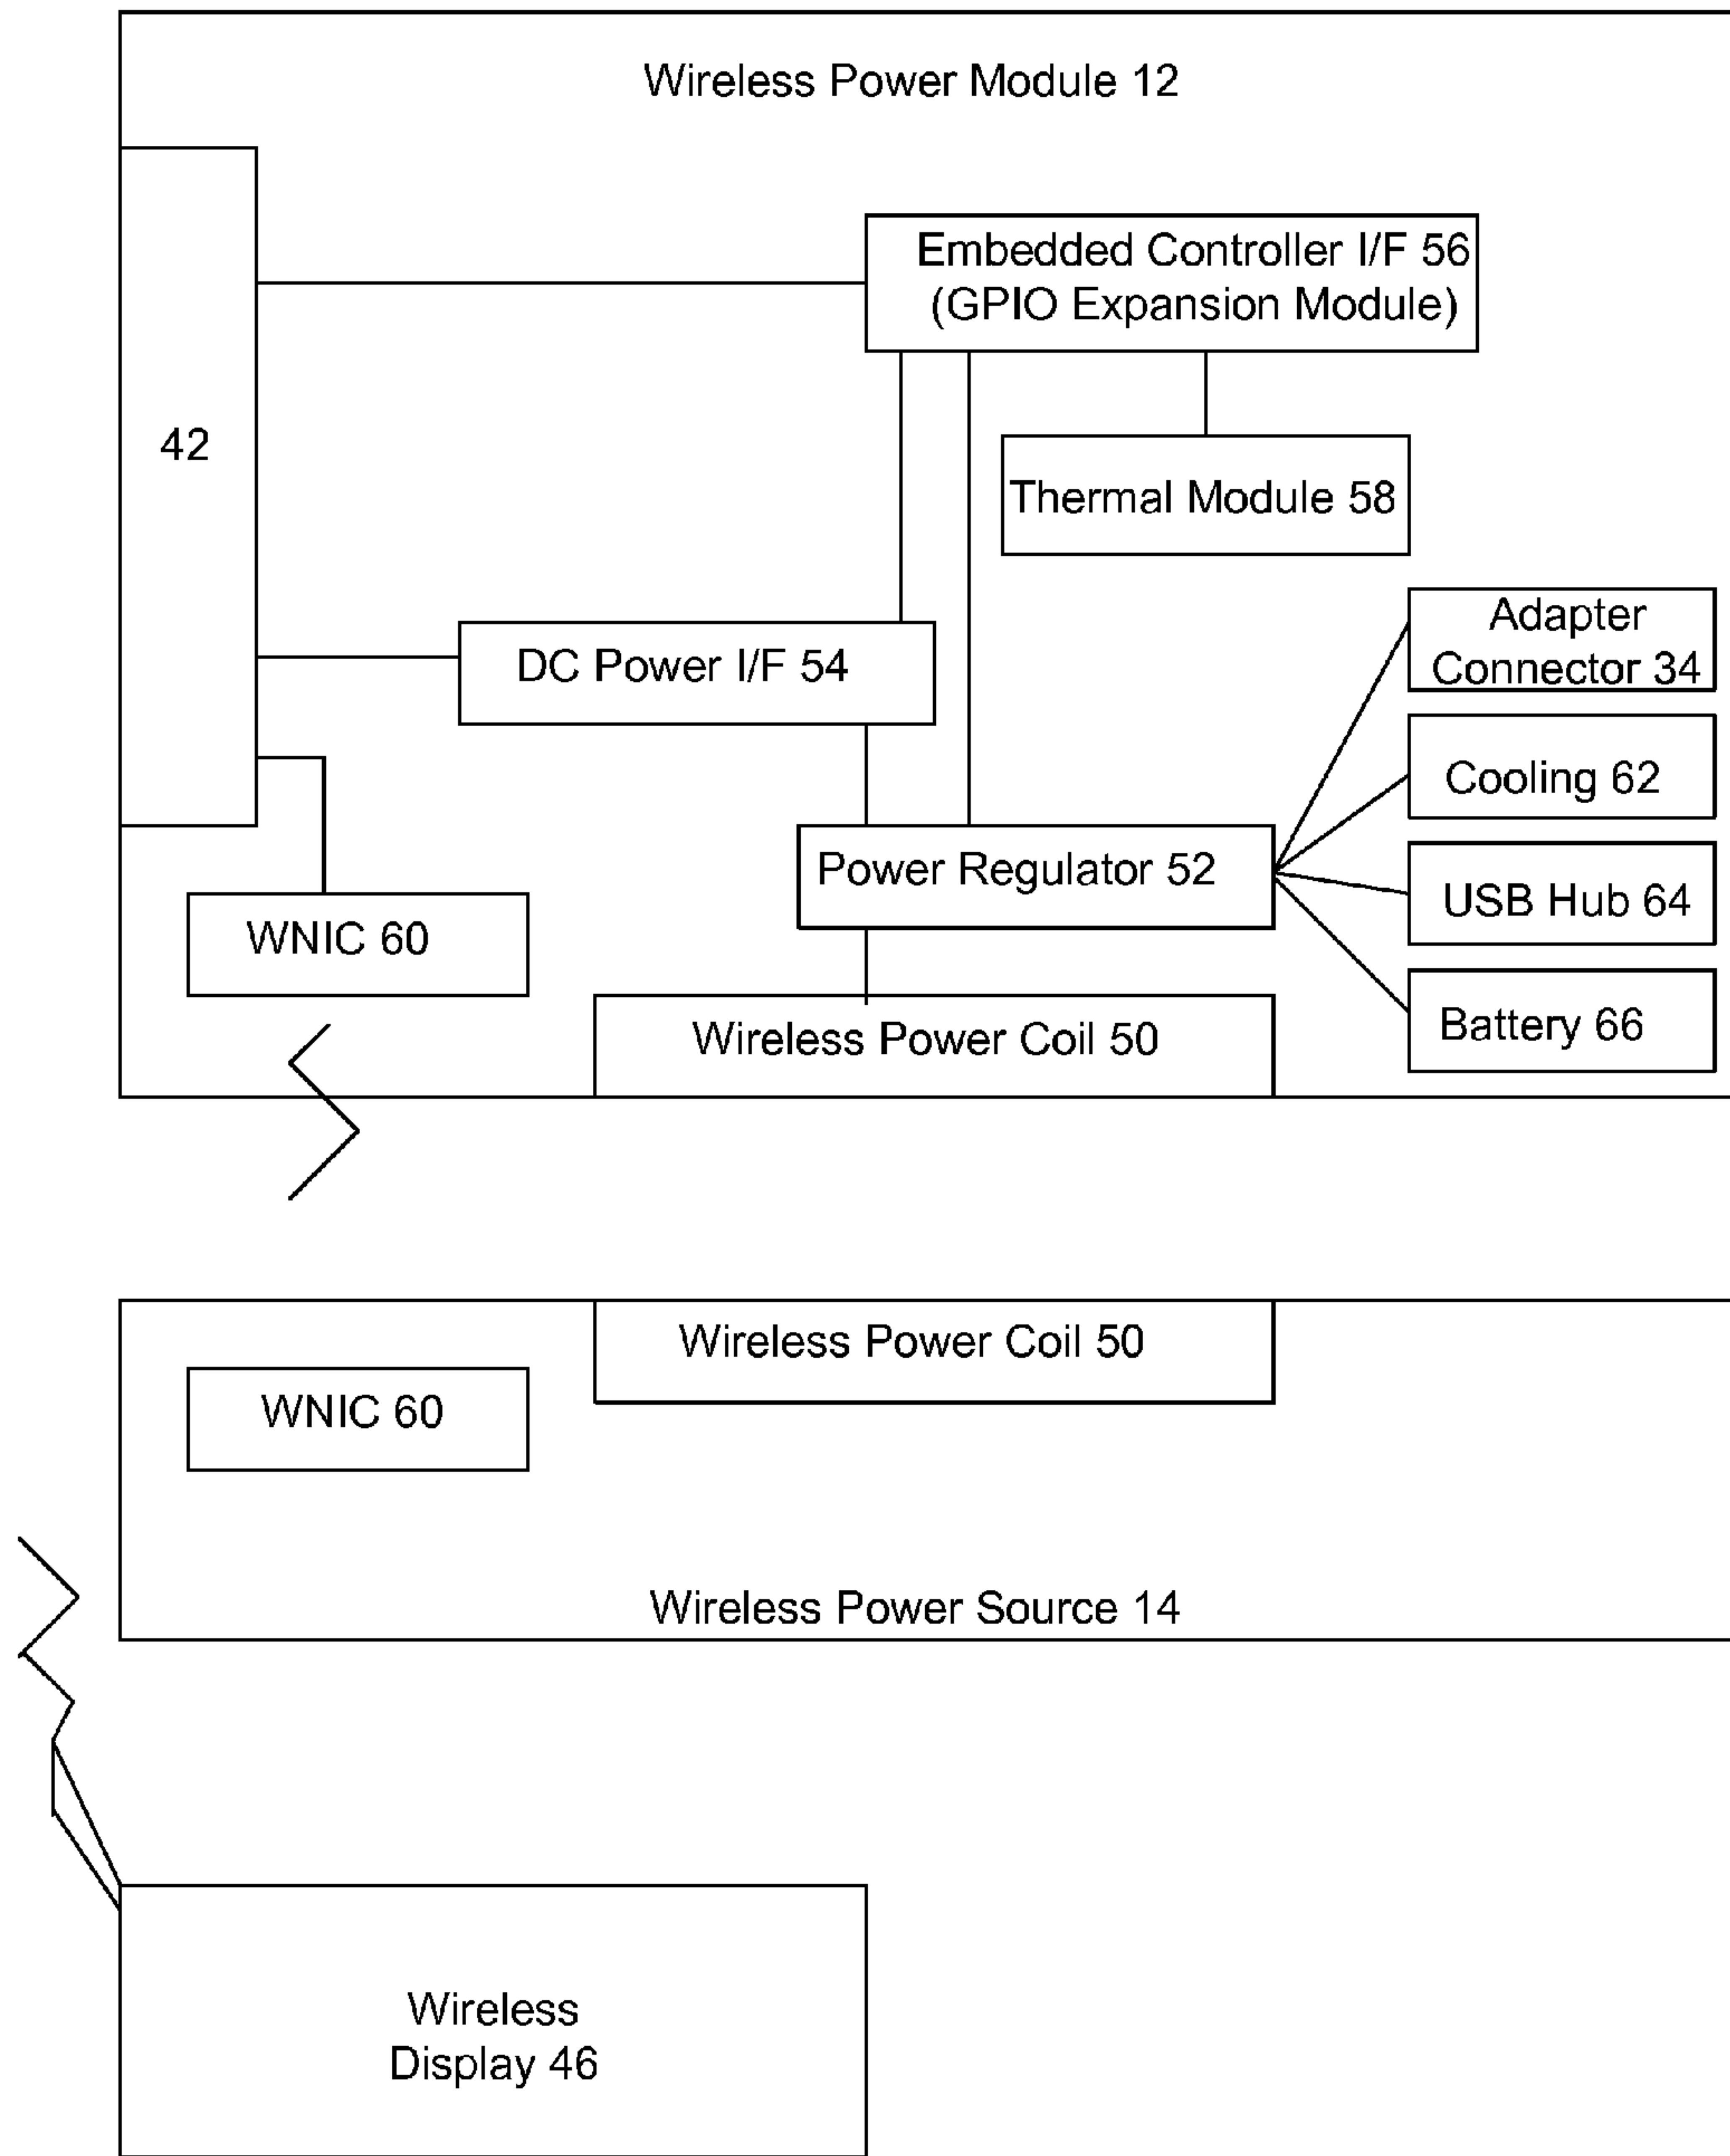 Wireless Power Module 12
Embedded Controller I/F 56
(GPIO Expansion Module)
42
Thermal Module 58
Adapter
Connector 34
DC Power I/F 54
Cooling 62
Power Regulator 52
USB Hub 64
WNIC 60
Wireless Power Coil 50
Battery 66
Wireless Power Coil 50
WNIC 60
Wireless Power Source 14
Wireless
Display 46